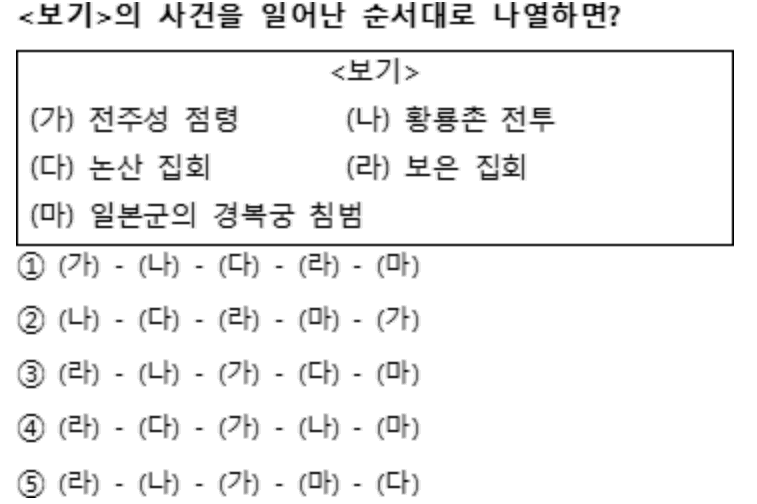 <보기>의 사건을 일어난 순서대로 나열하면?
<보기>
(가) 전주성 점령 (나) 황룡촌 전투
(다) 논산 집회 (라) 보은 집회
(마) 일본군의 경복궁 침범
① (가) - (나) - (다) - (라) - (마)
② (나) - (다) - (라) - (마) - (가)
③ (라) - (나) - (가) - (다) - (마)
④ (라) - (다) - (가) - (나) - (마)
⑤ (라) - (나) - (가) - (마) - (다)